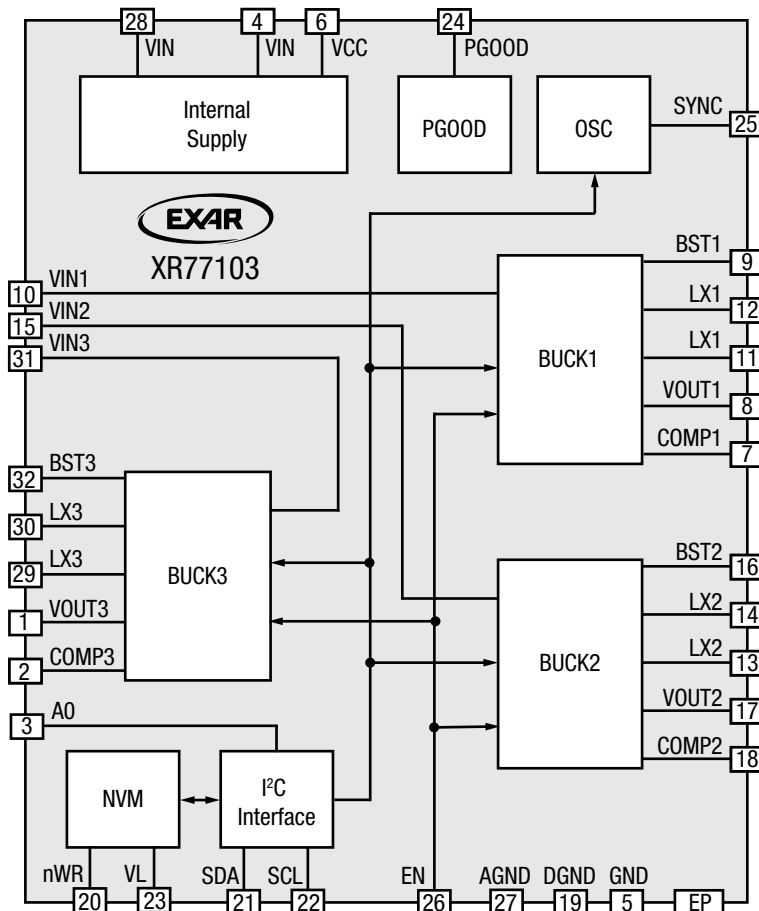 28 4 6 24
VIN VIN VCC PGOOD
Internal
Supply
PGOOD
OSC
SYNC
25
EXAR
XR77103
10 VIN1
15 VIN2
31 VIN3
BUCK1
BST1
9
LX1
12
LX1
11
VOUT1
8
COMP1
7
32 BST3
30 LX3
29 LX3
1 VOUT3
2 COMP3
BUCK3
BUCK2
BST2
16
LX2
14
LX2
13
VOUT2
17
COMP2
18
3 A0
NVM
I²C
Interface
nWR VL SDA SCL EN AGND DGND GND
20 23 21 22 26 27 19 5 EP